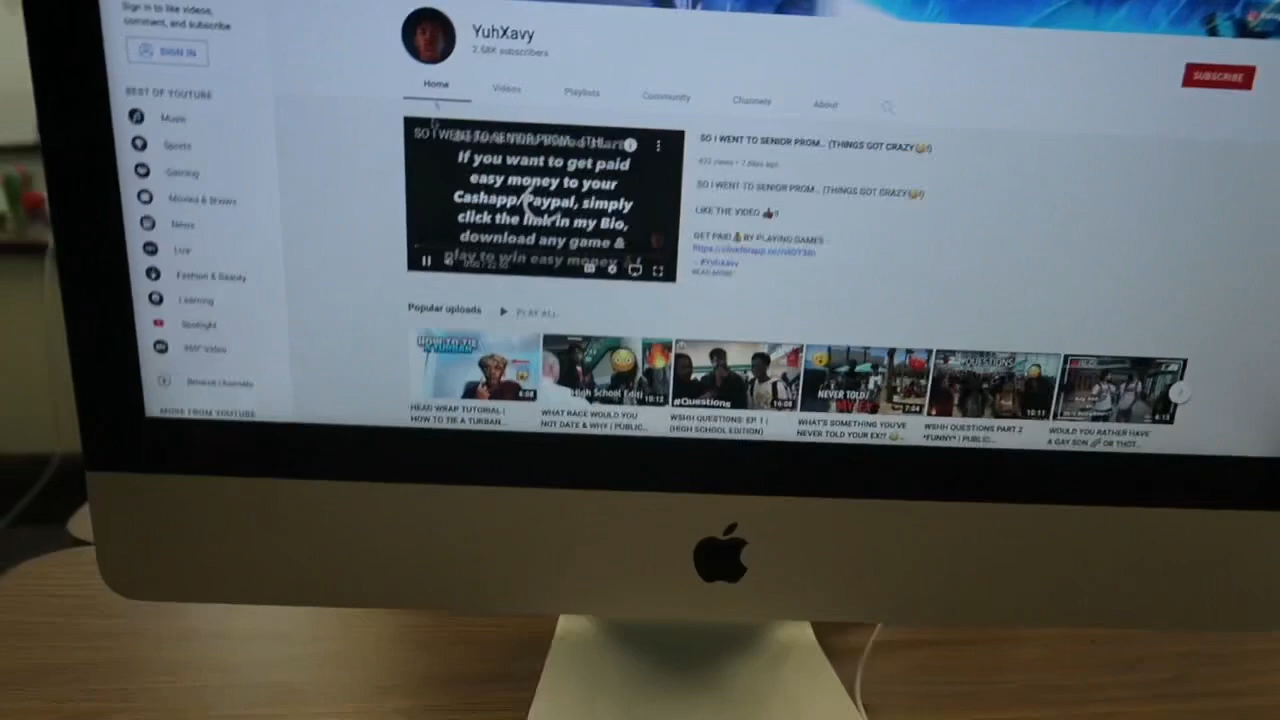 Sign in to like videos,
comment, and subscribe
SIGN IN
BEST OF YOUTUBE
Music
Sports
Gaming
Movies & Shows
News
Live
Fashion & Beauty
Learning
Spotlight
360° Video
Browse channels
MORE FROM YOUTUBE
YuhXavy
2.58K subscribers
SUBSCRIBE
Home
Videos
Playlists
Community
Channels
About
SO I WENT TO SENIOR PROM...
If you want to get paid
easy money to your
Cashapp/Paypal, simply
click the link in my Bio,
download any game &
play to win easy money
SO I WENT TO SENIOR PROM... (THINGS GOT CRAZY😳)
views • 7 days ago
SO I WENT TO SENIOR PROM... (THINGS GOT CRAZY😳)
LIKE THE VIDEO 👍🏾
GET PAID 💰 BY PLAYING GAMES -
- #YuhXavy
READ MORE
Popular uploads
PLAY ALL
HOW TO TIE
A TURBAN
6:08
High School Editi
10:12
#Questions
16:08
NEVER TOLD
7:04
#QUESTIONS
10:11
6:13
HEAD WRAP TUTORIAL |
HOW TO TIE A TURBAN...
WHAT RACE WOULD YOU
NOT DATE & WHY | PUBLIC...
WSHH QUESTIONS: EP. 1 |
(HIGH SCHOOL EDITION)
WHAT'S SOMETHING YOU'VE
NEVER TOLD YOUR EX!!
WSHH QUESTIONS PART 2
*FUNNY* | PUBLIC...
WOULD YOU RATHER HAVE
A GAY SON 🌈 OR THOT...